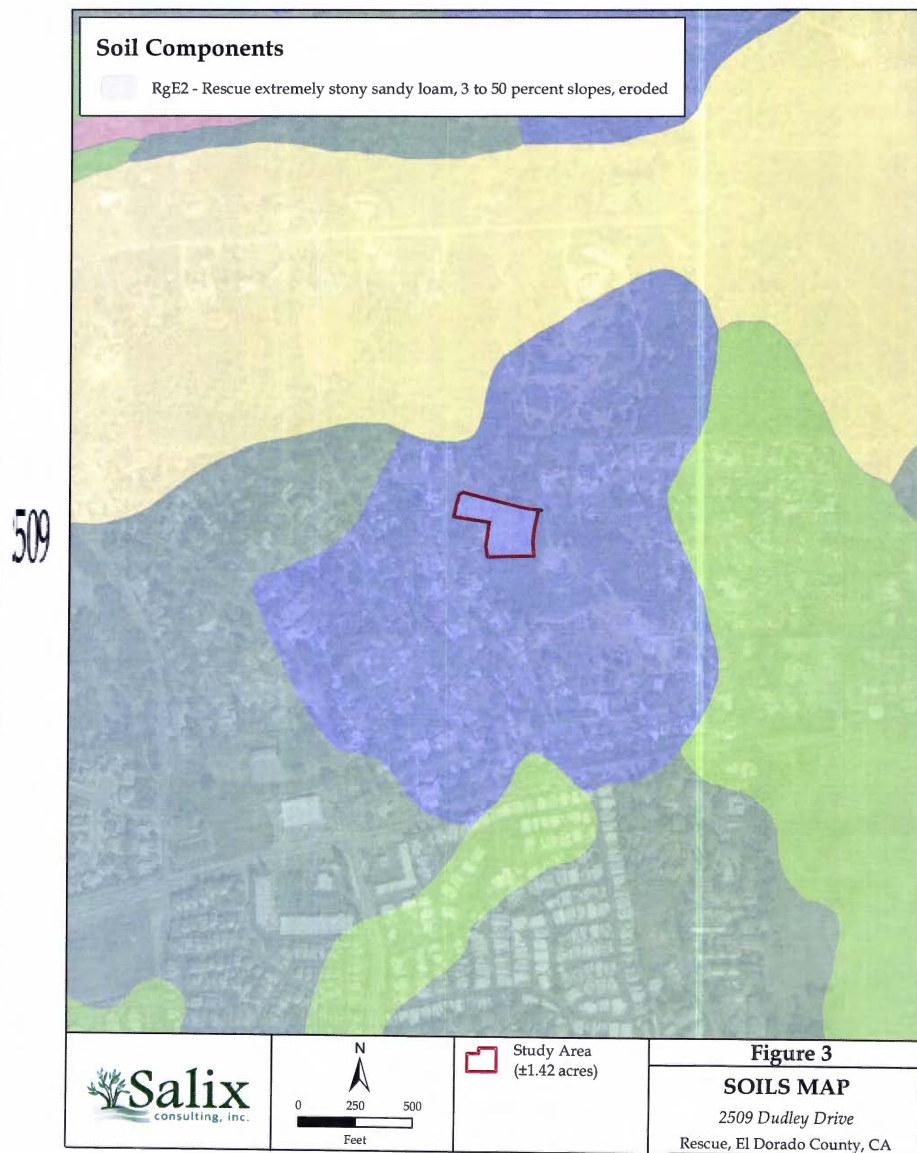 Soil Components
RgE2 - Rescue extremely stony sandy loam, 3 to 50 percent slopes, eroded
509
Salix
consulting, inc.
N
0 250 500
Feet
Study Area
(±1.42 acres)
Figure 3
SOILS MAP
2509 Dudley Drive
Rescue, El Dorado County, CA